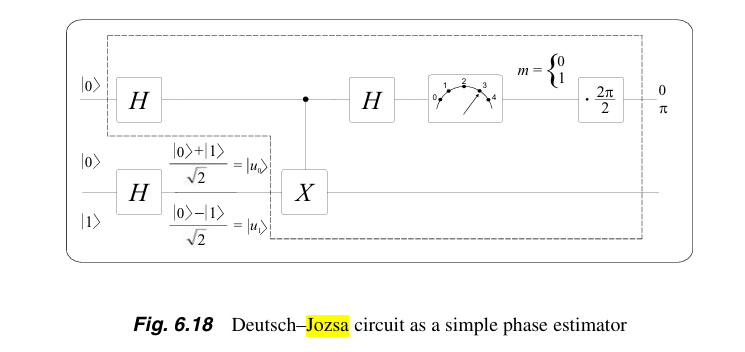 |0⟩ H H 0 1 2 3 4 m = { 0 1 · 2π/2 0 π
|0⟩ |0⟩+|1⟩/√2 = |u₀⟩
H X
|1⟩ |0⟩−|1⟩/√2 = |u₁⟩
Fig. 6.18 Deutsch–Jozsa circuit as a simple phase estimator